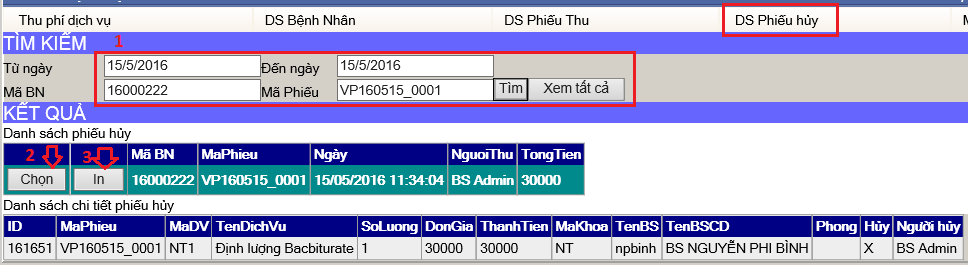 Thu phí dịch vụ DS Bệnh Nhân DS Phiếu Thu DS Phiếu hủy
TÌM KIẾM 1
Từ ngày 15/5/2016 Đến ngày 15/5/2016
Mã BN 16000222 Mã Phiếu VP160515_0001 Tìm Xem tất cả
KẾT QUẢ
Danh sách phiếu hủy
2 3 Mã BN MaPhieu Ngày NguoiThu TongTien
Chọn In 16000222 VP160515_0001 15/05/2016 11:34:04 BS Admin 30000
Danh sách chi tiết phiếu hủy
ID MaPhieu MaDV TenDichVu SoLuong DonGia ThanhTien MaKhoa TenBS TenBSCD Phong Hủy Người hủy
161651 VP160515_0001 NT1 Định lượng Bacbiturate 1 30000 30000 NT npbinh BS NGUYỄN PHI BÌNH X BS Admin